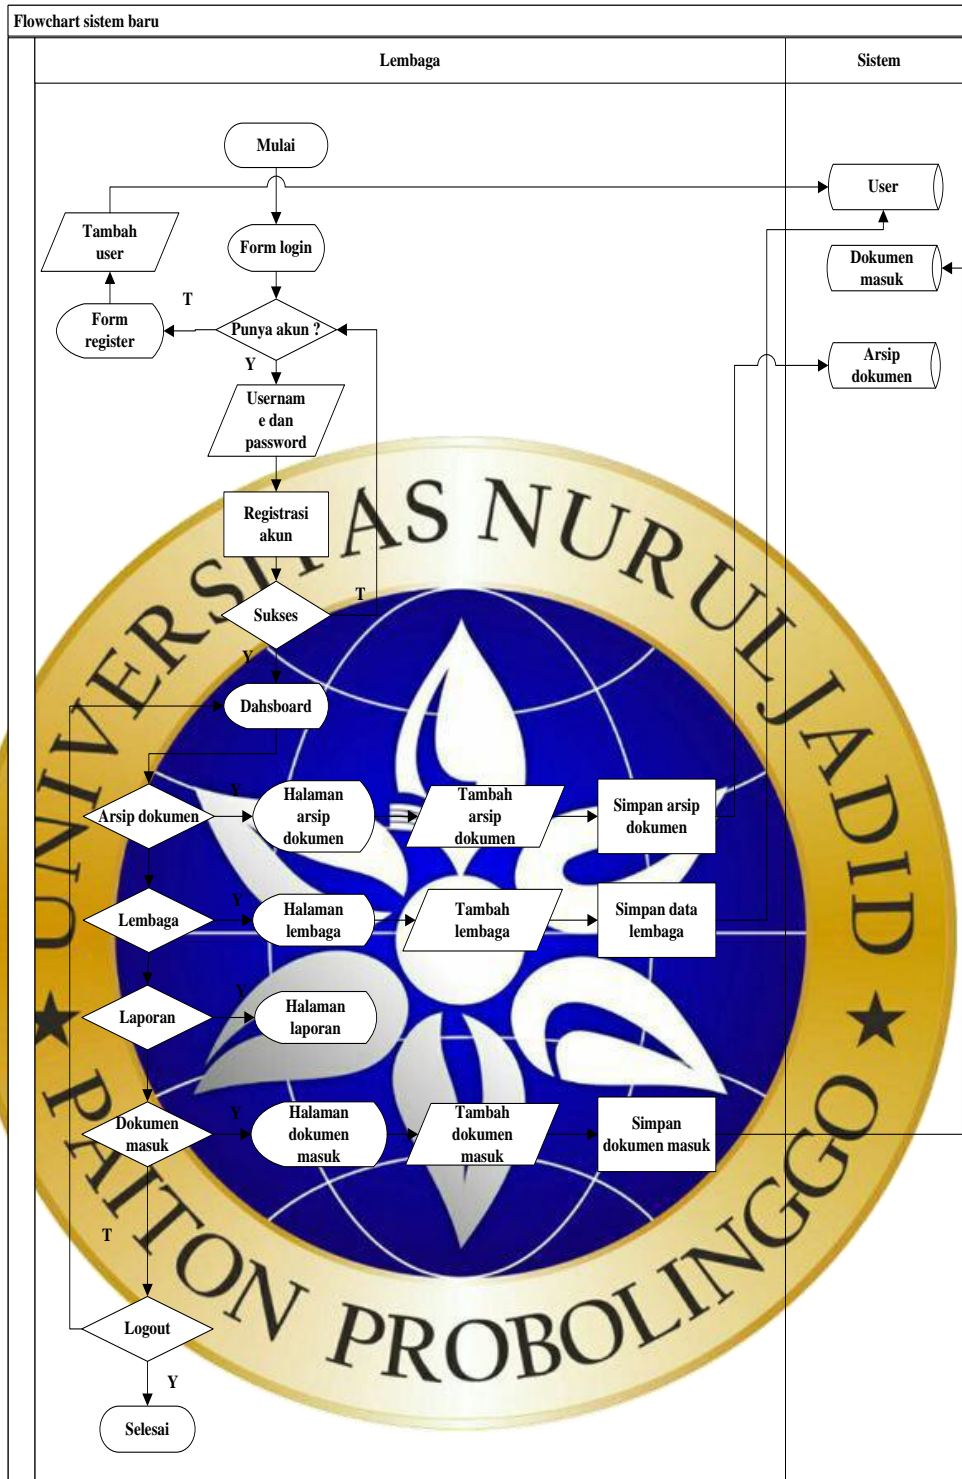 Flowchart sistem baru
Lembaga
Sistem
Mulai
User
Tambah
user
Form login
Dokumen
masuk
T
Form
register
Punya akun ?
Arsip
dokumen
Y
Usernam
e dan
password
Registrasi
akun
Sukses
T
Y
Dahsboard
Arsip dokumen
Y
Halaman
arsip
dokumen
Tambah
arsip
dokumen
Simpan arsip
dokumen
Lembaga
Y
Halaman
lembaga
Tambah
lembaga
Simpan data
lembaga
Laporan
Y
Halaman
laporan
Dokumen
masuk
Y
Halaman
dokumen
masuk
Tambah
dokumen
masuk
Simpan
dokumen masuk
T
Logout
Y
Selesai
UNIVERSITAS NURUL JADID
PAITON PROBOLINGGO